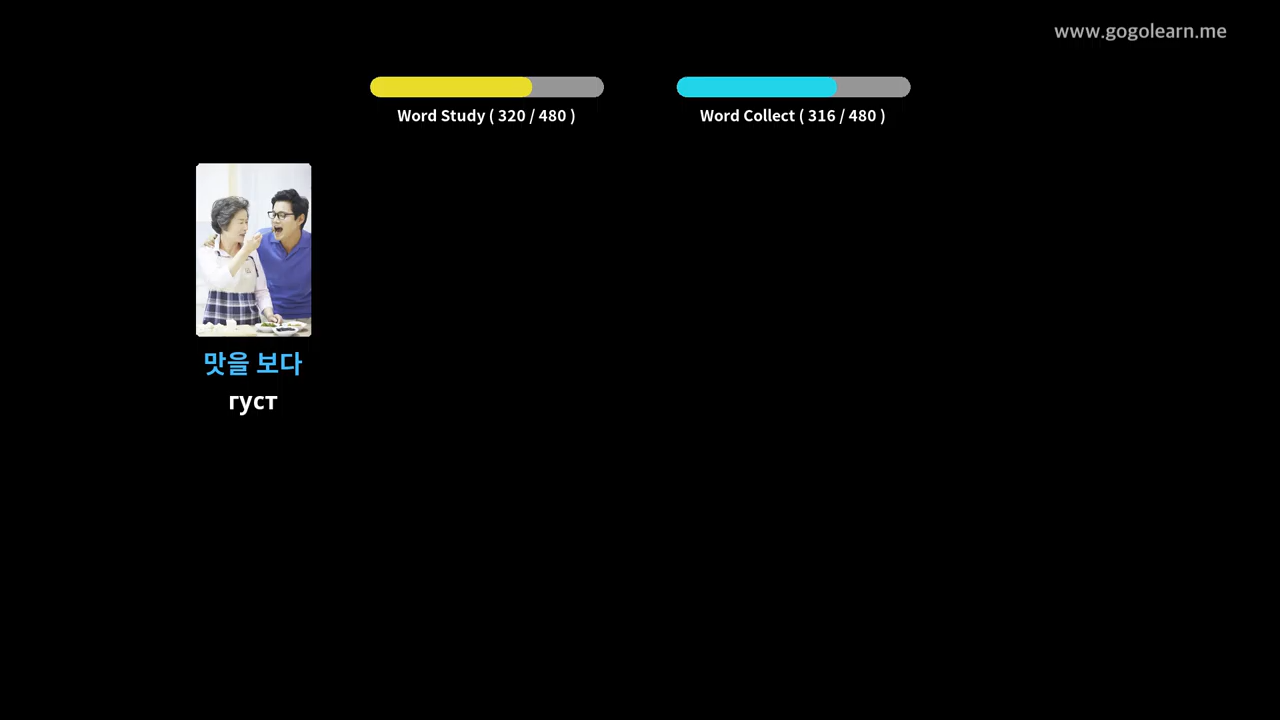 www.gogolearn.me
Word Study ( 320 / 480 )
Word Collect ( 316 / 480 )
맛을 보다
густ